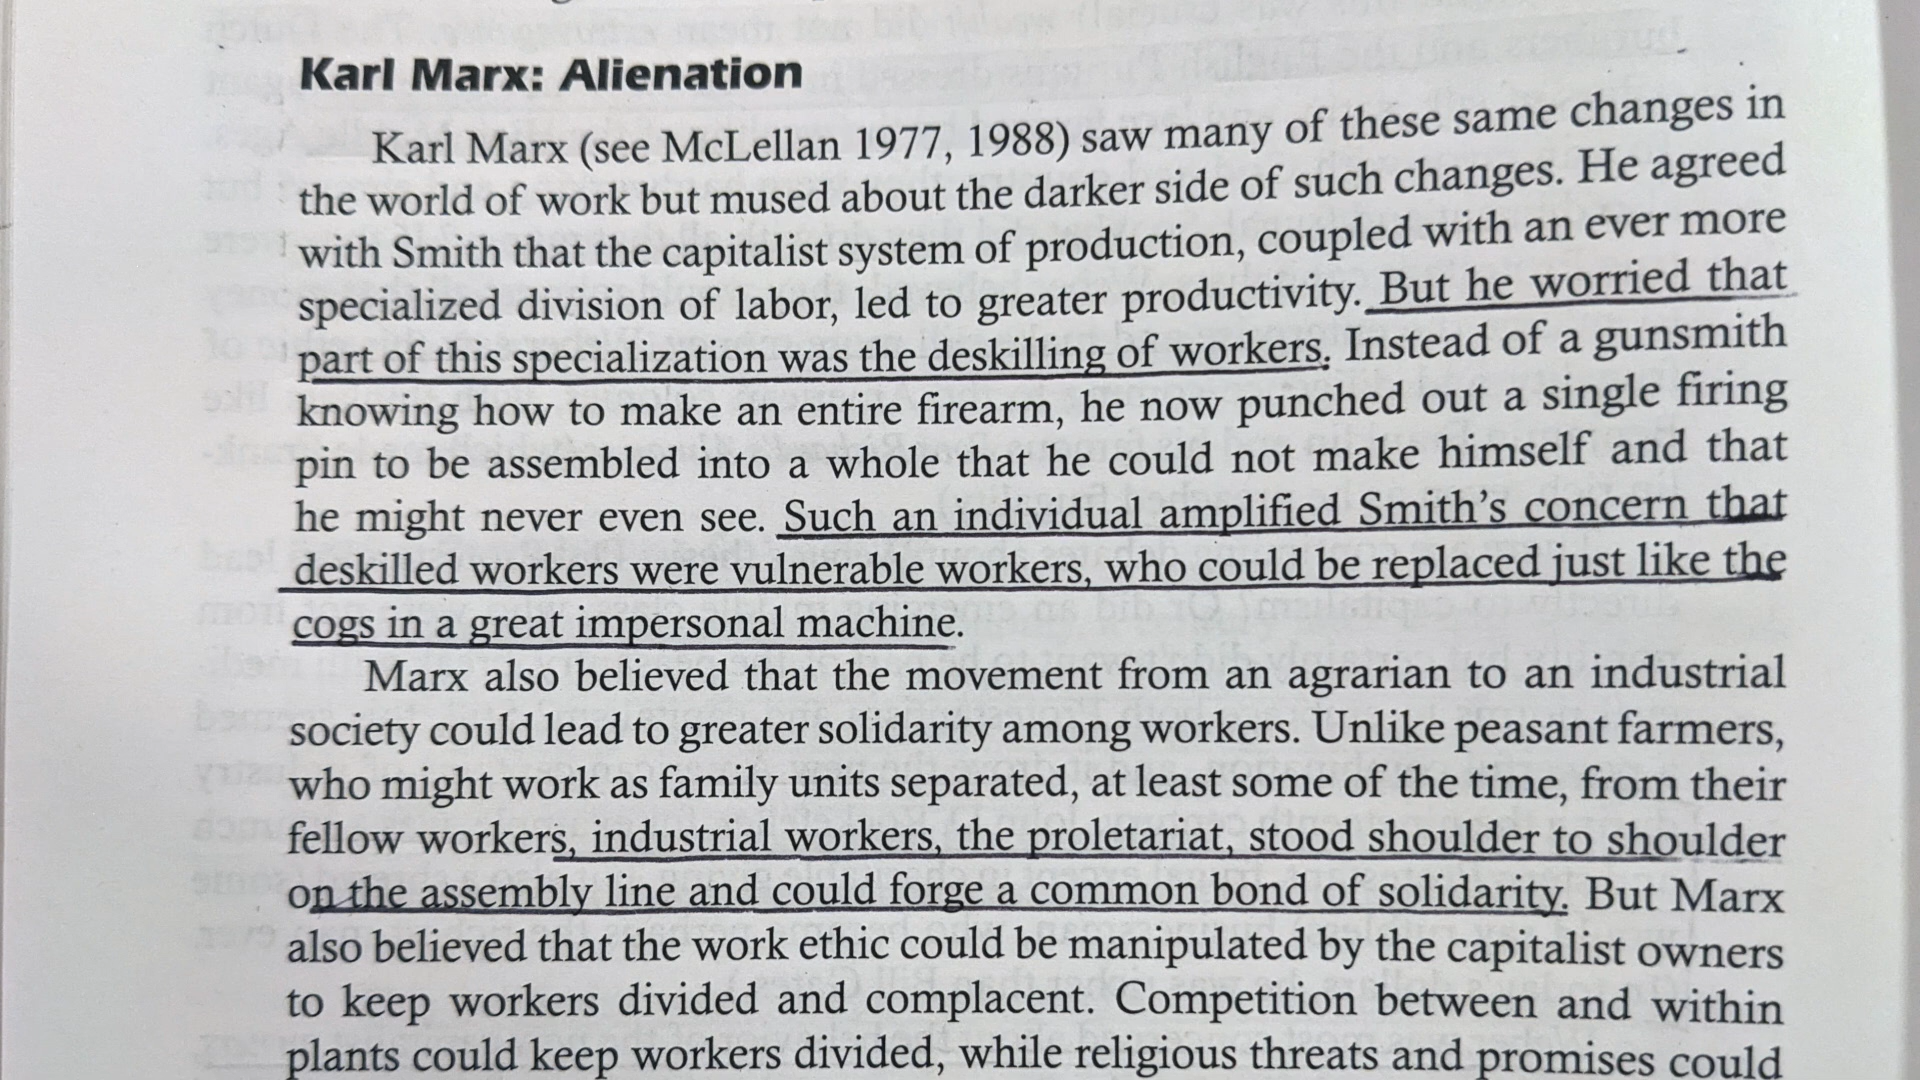 Karl Marx: Alienation
Karl Marx (see McLellan 1977, 1988) saw many of these same changes in
the world of work but mused about the darker side of such changes. He agreed
with Smith that the capitalist system of production, coupled with an ever more
specialized division of labor, led to greater productivity. But he worried that
part of this specialization was the deskilling of workers. Instead of a gunsmith
knowing how to make an entire firearm, he now punched out a single firing
pin to be assembled into a whole that he could not make himself and that
he might never even see. Such an individual amplified Smith's concern that
deskilled workers were vulnerable workers, who could be replaced just like the
cogs in a great impersonal machine.
Marx also believed that the movement from an agrarian to an industrial
society could lead to greater solidarity among workers. Unlike peasant farmers,
who might work as family units separated, at least some of the time, from their
fellow workers, industrial workers, the proletariat, stood shoulder to shoulder
on the assembly line and could forge a common bond of solidarity. But Marx
also believed that the work ethic could be manipulated by the capitalist owners
to keep workers divided and complacent. Competition between and within
plants could keep workers divided, while religious threats and promises could